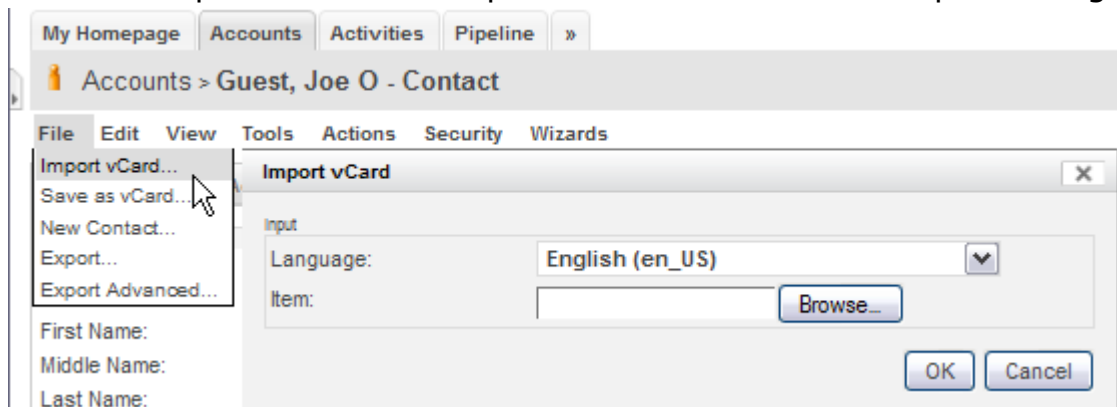 My Homepage Accounts Activities Pipeline »
Accounts > Guest, Joe O - Contact
File Edit View Tools Actions Security Wizards
Import vCard...
Save as vCard...
New Contact...
Export...
Export Advanced...
First Name:
Middle Name:
Last Name:
Import vCard
Input
Language: English (en_US)
Item: Browse...
OK Cancel